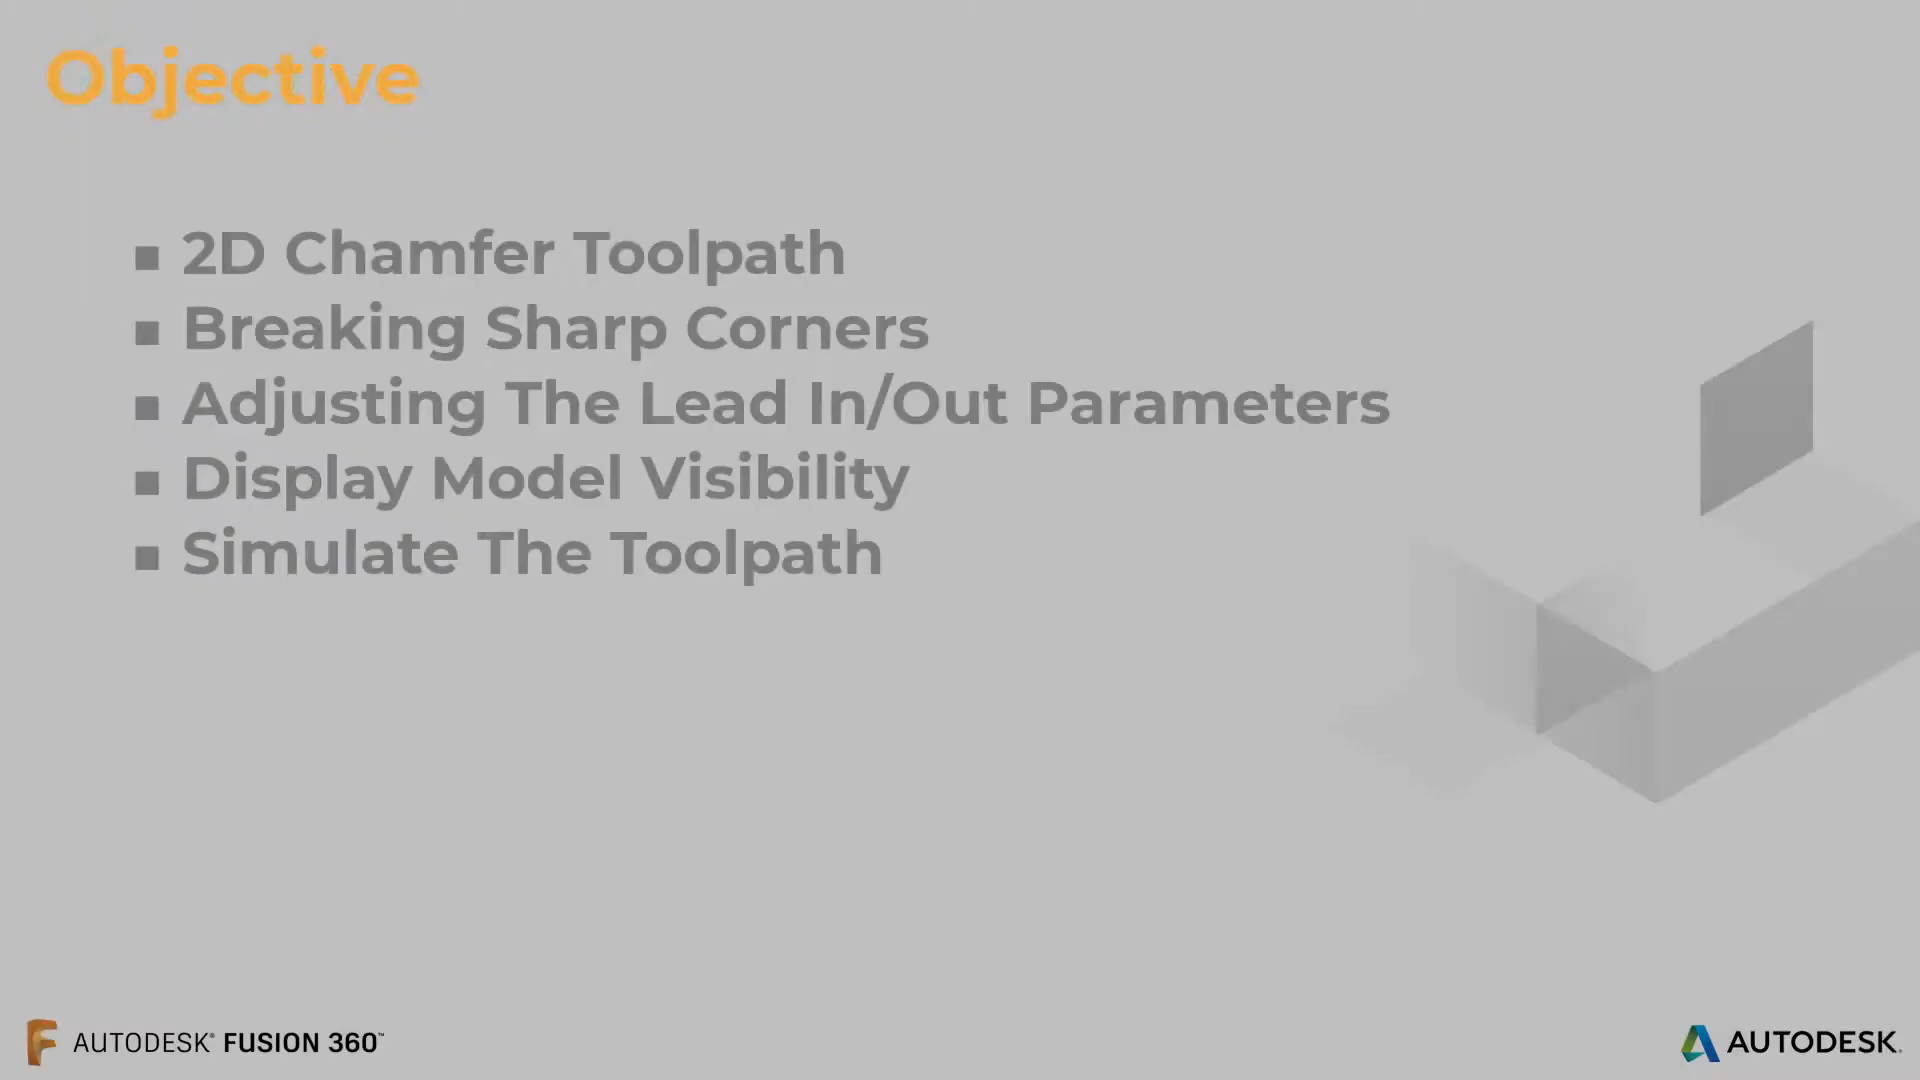 Objective
▪ 2D Chamfer Toolpath
▪ Breaking Sharp Corners
▪ Adjusting The Lead In/Out Parameters
▪ Display Model Visibility
▪ Simulate The Toolpath
AUTODESK® FUSION 360™
AUTODESK.